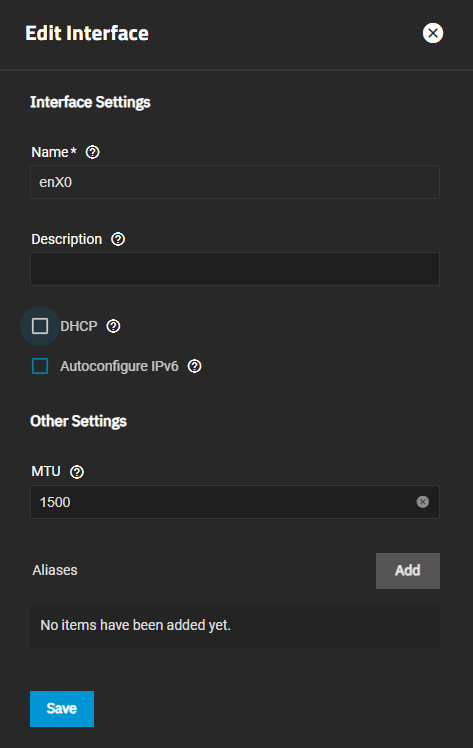 Edit Interface
Interface Settings
Name*
enX0
Description
DHCP
Autoconfigure IPv6
Other Settings
MTU
1500
Aliases
Add
No items have been added yet.
Save